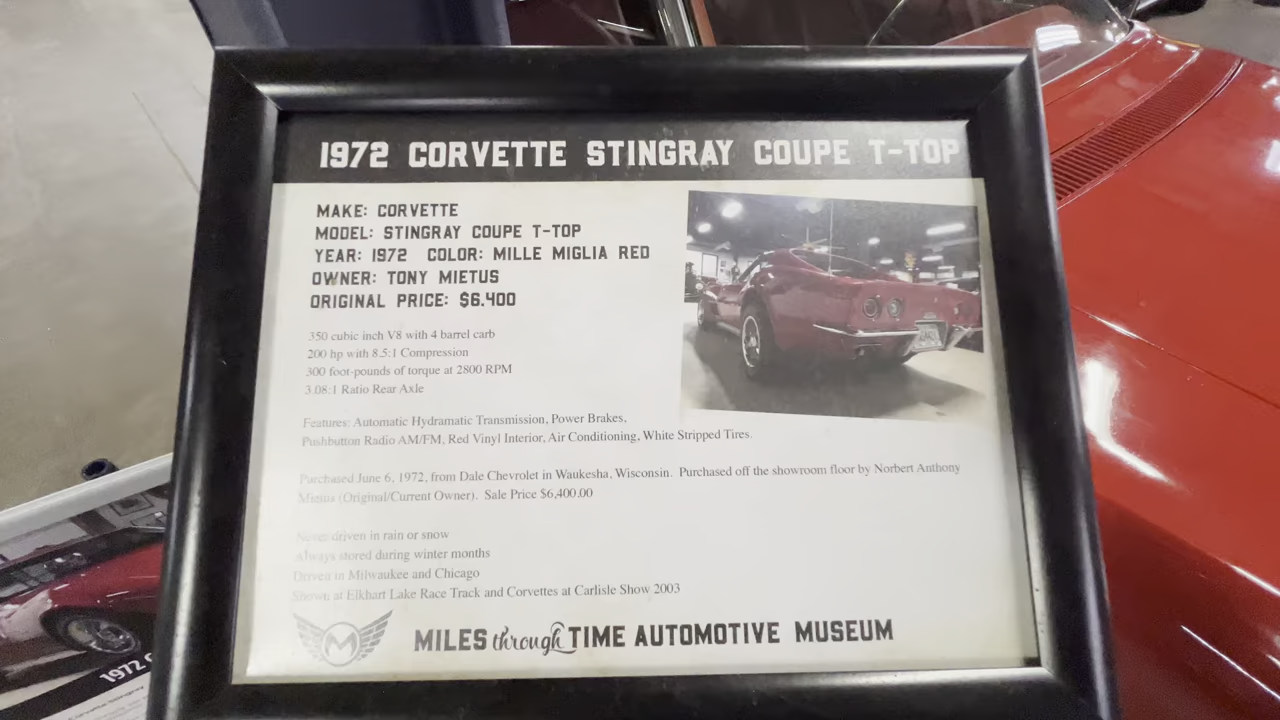 1972 CORVETTE STINGRAY COUPE T-TOP
MAKE: CORVETTE
MODEL: STINGRAY COUPE T-TOP
YEAR: 1972 COLOR: MILLE MIGLIA RED
OWNER: TONY MIETUS
ORIGINAL PRICE: $6,400
350 cubic inch V8 with 4 barrel carb
200 hp with 8.5:1 Compression
300 foot-pounds of torque at 2800 RPM
3.08:1 Ratio Rear Axle
Features: Automatic Hydramatic Transmission, Power Brakes,
Pushbutton Radio AM/FM, Red Vinyl Interior, Air Conditioning, White Stripped Tires.
Purchased June 6, 1972, from Dale Chevrolet in Waukesha, Wisconsin. Purchased off the showroom floor by Norbert Anthony
Mietus (Original/Current Owner). Sale Price $6,400.00
Never driven in rain or snow
Always stored during winter months
Driven in Milwaukee and Chicago
Shown at Elkhart Lake Race Track and Corvettes at Carlisle Show 2003
M
MILES through TIME AUTOMOTIVE MUSEUM
1972 C